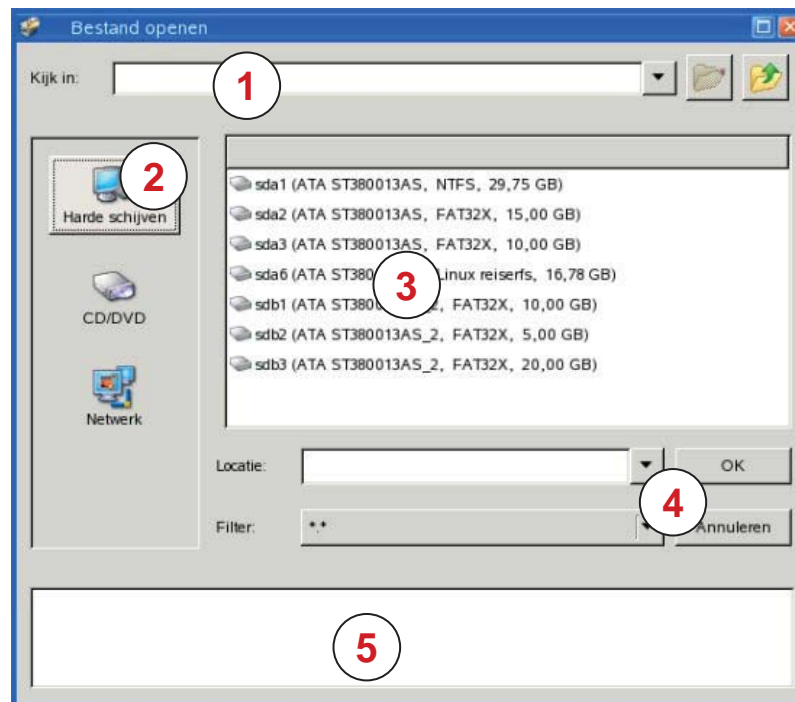 Bestand openen
Kijk in:
1
2
Harde schijven
CD/DVD
Netwerk
sda1 (ATA ST380013AS, NTFS, 29,75 GB)
sda2 (ATA ST380013AS, FAT32X, 15,00 GB)
sda3 (ATA ST380013AS, FAT32X, 10,00 GB)
sda6 (ATA ST380 Linux reiserfs, 16,78 GB)
sdb1 (ATA ST3800 2, FAT32X, 10,00 GB)
sdb2 (ATA ST380013AS_2, FAT32X, 5,00 GB)
sdb3 (ATA ST380013AS_2, FAT32X, 20,00 GB)
3
Locatie:
OK
4
Filter:
*.*
Annuleren
5